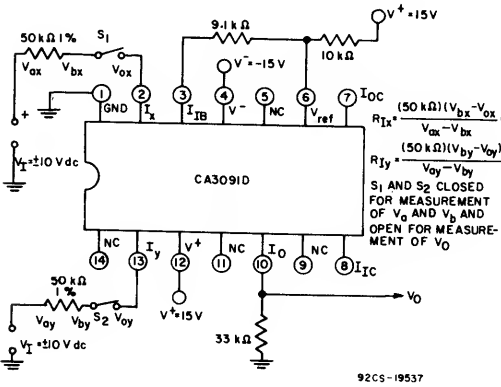 V⁺=15V
9.1 kΩ
50kΩ 1% S₁
10 kΩ
V⁻=-15V
Vax Vbx Vox
1 2 3 4 5 6 7
GND Ix IIB V⁻ NC Vref IOC
RIx= (50 kΩ)(Vbx-Vox) / Vax-Vbx
+
VI=±10 V dc
CA3091D
RIy= (50 kΩ)(Vby-Voy) / Vay-Vby
S₁ AND S₂ CLOSED
FOR MEASUREMENT
OF Va AND Vb AND
OPEN FOR MEASURE-
MENT OF VO
NC Iy V⁺ NC IO NC
14 13 12 11 10 9 8 IIC
50 kΩ
1%
Vay Vby S₂ Voy
V⁺=15V
VO
VI=±10 V dc
33 kΩ
92CS-19537